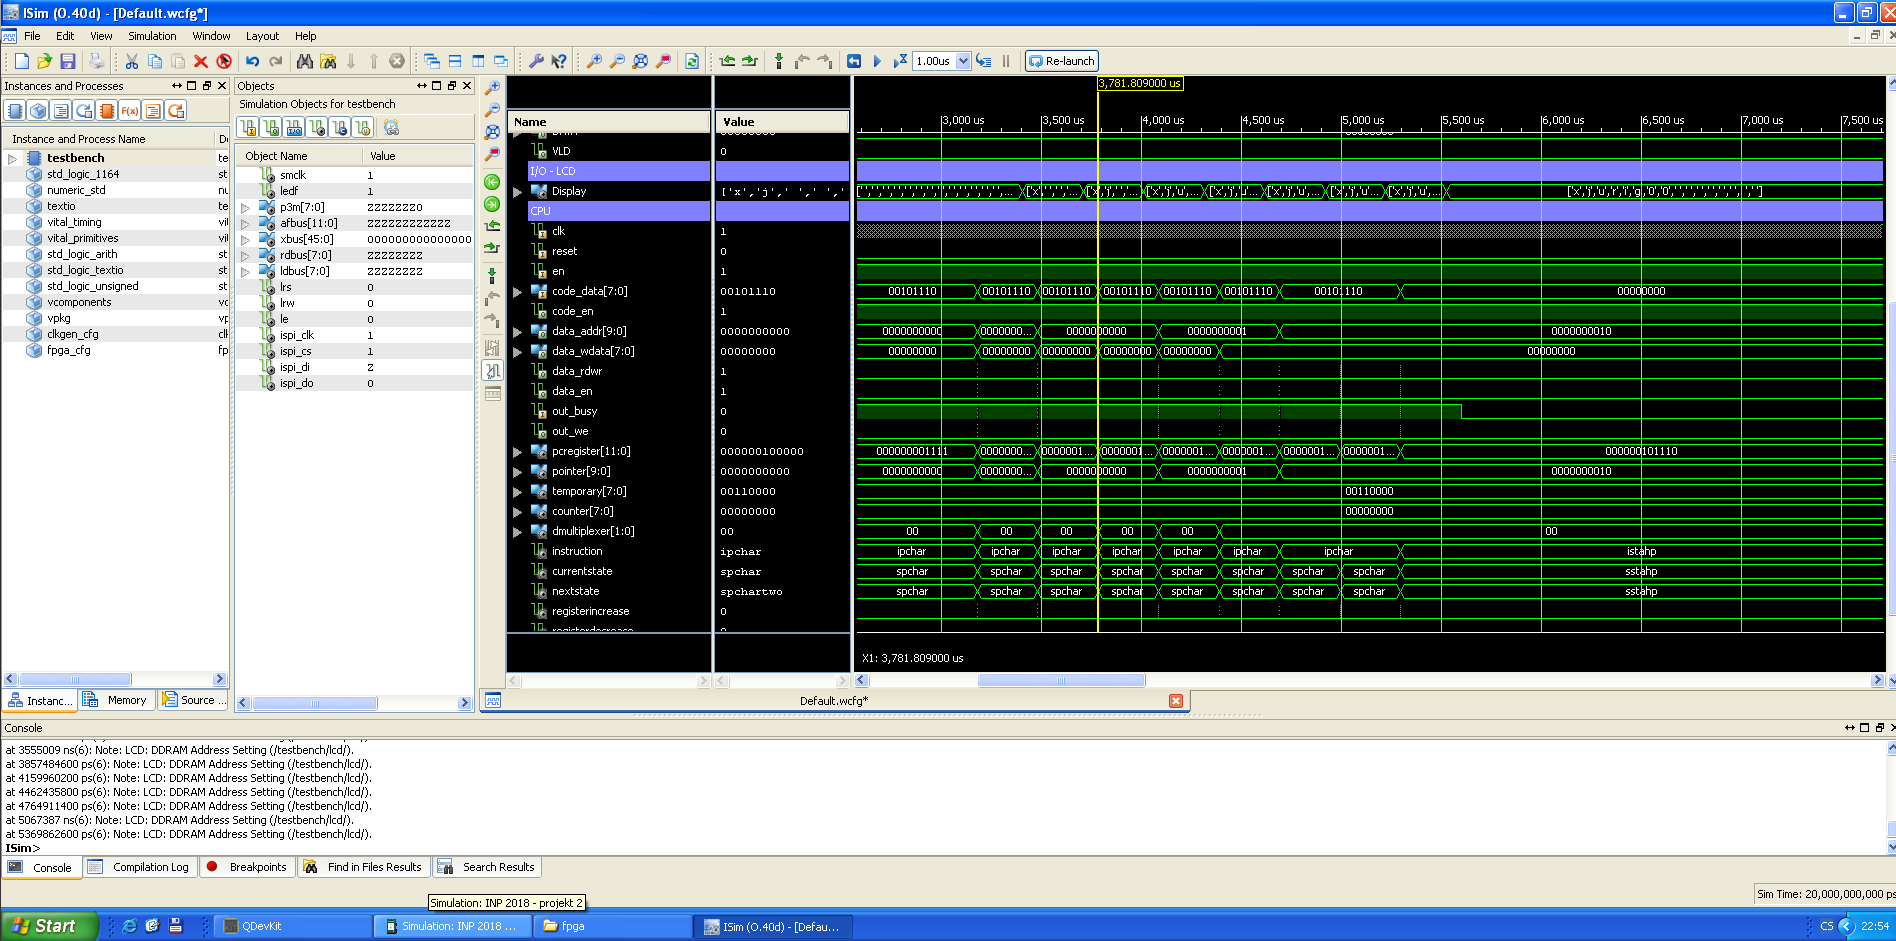 ISim (O.40d) - [Default.wcfg*]
File Edit View Simulation Window Layout Help
1.00us Re-launch
Instances and Processes
Instance and Process Name
testbench te
std_logic_1164 st
numeric_std nu
textio te
vital_timing vi
vital_primitives vit
std_logic_arith st
std_logic_textio st
std_logic_unsigned st
vcomponents vc
vpkg vp
clkgen_cfg cl
fpga_cfg fp
Instanc... Memory Source ...
Objects
Simulation Objects for testbench
Object Name Value
smclk 1
ledf 1
p3m[7:0] ZZZZZZZ0
afbus[11:0] ZZZZZZZZZZZZ
xbus[45:0] 000000000000000
rdbus[7:0] ZZZZZZZZ
ldbus[7:0] ZZZZZZZZ
lrs 0
lrw 0
le 0
ispi_clk 1
ispi_cs 1
ispi_di Z
ispi_do 0
3,781.809000 us
Name Value 3,000 us 3,500 us 4,000 us 4,500 us 5,000 us 5,500 us 6,000 us 6,500 us 7,000 us 7,500 us
VLD 0
I/O - LCD
Display ['x','j',' ',' ',' ['x','j','u','r','i','g','0','0',' ',' ',' ',' ',' ',' ',' ',' ']
CPU
clk 1
reset 0
en 1
code_data[7:0] 00101110 00101110 00101110 00101110 00101110 00101110 00101110 00101110 00000000
code_en 1
data_addr[9:0] 0000000000 0000000000 0000000... 0000000000 0000000001 0000000010
data_wdata[7:0] 00000000 00000000 00000000 00000000 00000000 00000000 00000000
data_rdwr 1
data_en 1
out_busy 0
out_we 0
pcregister[11:0] 000000100000 000000001111 0000000... 0000001... 0000001... 0000001... 0000001... 0000001... 0000001... 000000101110
pointer[9:0] 0000000000 0000000000 0000000... 0000000000 0000000001 0000000010
temporary[7:0] 00110000 00110000
counter[7:0] 00000000 00000000
dmultiplexer[1:0] 00 00 00 00 00 00 00
instruction ipchar ipchar ipchar ipchar ipchar ipchar ipchar ipchar istahp
currentstate spchar spchar spchar spchar spchar spchar spchar spchar spchar sstahp
nextstate spchartwo spchar spchar spchar spchar spchar spchar spchar spchar sstahp
registerincrease 0
X1: 3,781.809000 us
Default.wcfg*
Console
at 3555009 ns(6): Note: LCD: DDRAM Address Setting (/testbench/lcd/).
at 3857484600 ps(6): Note: LCD: DDRAM Address Setting (/testbench/lcd/).
at 4159960200 ps(6): Note: LCD: DDRAM Address Setting (/testbench/lcd/).
at 4462435800 ps(6): Note: LCD: DDRAM Address Setting (/testbench/lcd/).
at 4764911400 ps(6): Note: LCD: DDRAM Address Setting (/testbench/lcd/).
at 5067387 ns(6): Note: LCD: DDRAM Address Setting (/testbench/lcd/).
at 5369862600 ps(6): Note: LCD: DDRAM Address Setting (/testbench/lcd/).
ISim>
Console Compilation Log Breakpoints Find in Files Results Search Results
Simulation: INP 2018 - projekt 2
Sim Time: 20,000,000,000 ps
Start QDevKit Simulation: INP 2018 ... fpga ISim (O.40d) - [Defau... CS 22:54